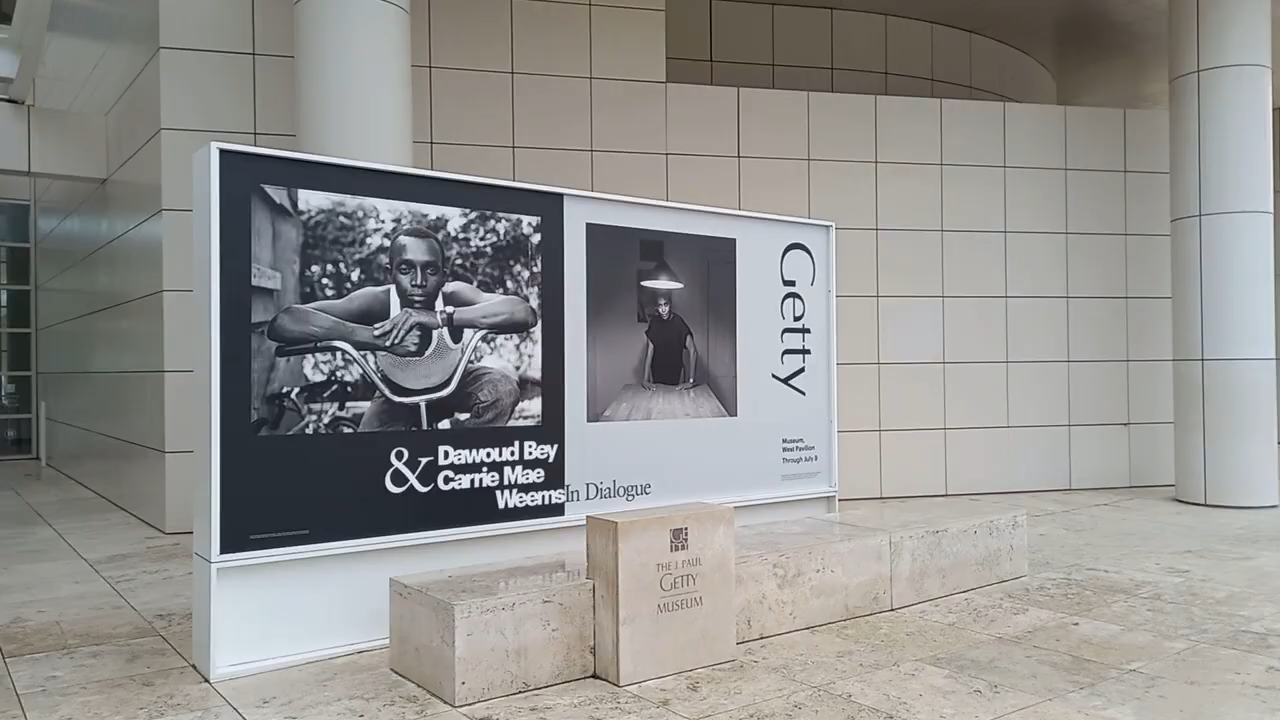 & Dawoud Bey
Carrie Mae
Weems In Dialogue
Getty
Museum,
West Pavilion
Through July 9
THE J. PAUL
GETTY
MUSEUM